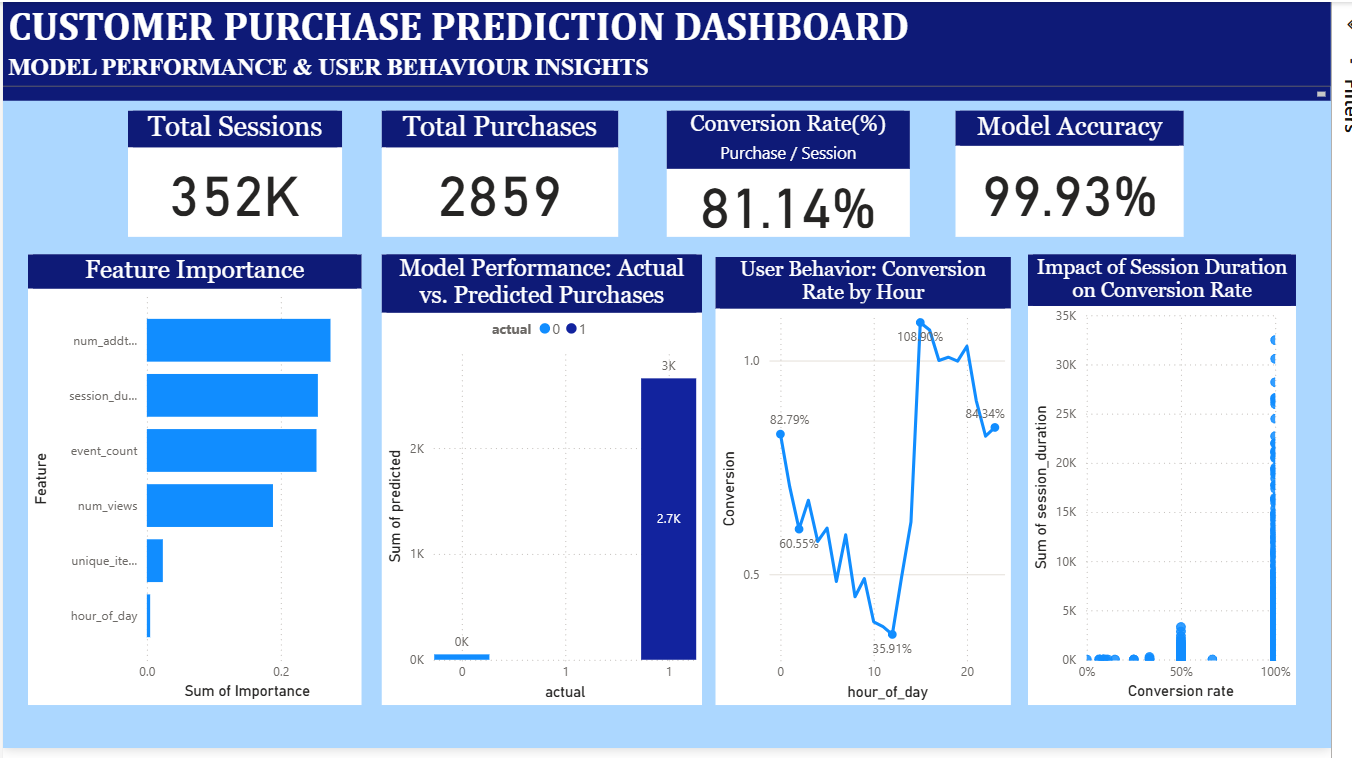 CUSTOMER PURCHASE PREDICTION DASHBOARD
MODEL PERFORMANCE & USER BEHAVIOUR INSIGHTS
Filters
Total Sessions
352K
Total Purchases
2859
Conversion Rate(%)
Purchase / Session
81.14%
Model Accuracy
99.93%
Feature Importance
Feature
num_addt...
session_du...
event_count
num_views
unique_ite...
hour_of_day
0.0
0.2
Sum of Importance
Model Performance: Actual
vs. Predicted Purchases
actual 0 1
Sum of predicted
2K
1K
0K
0K
3K
2.7K
0
1
1
actual
User Behavior: Conversion
Rate by Hour
Conversion
1.0
0.5
82.79%
60.55%
35.91%
108.90%
84.34%
0
10
20
hour_of_day
Impact of Session Duration
on Conversion Rate
Sum of session_duration
35K
30K
25K
20K
15K
10K
5K
0K
0%
50%
100%
Conversion rate